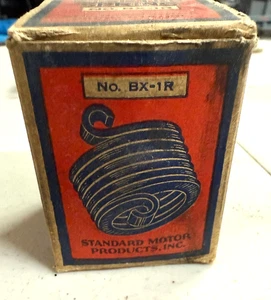 No. BX-1R
STANDARD MOTOR
PRODUCTS, INC.